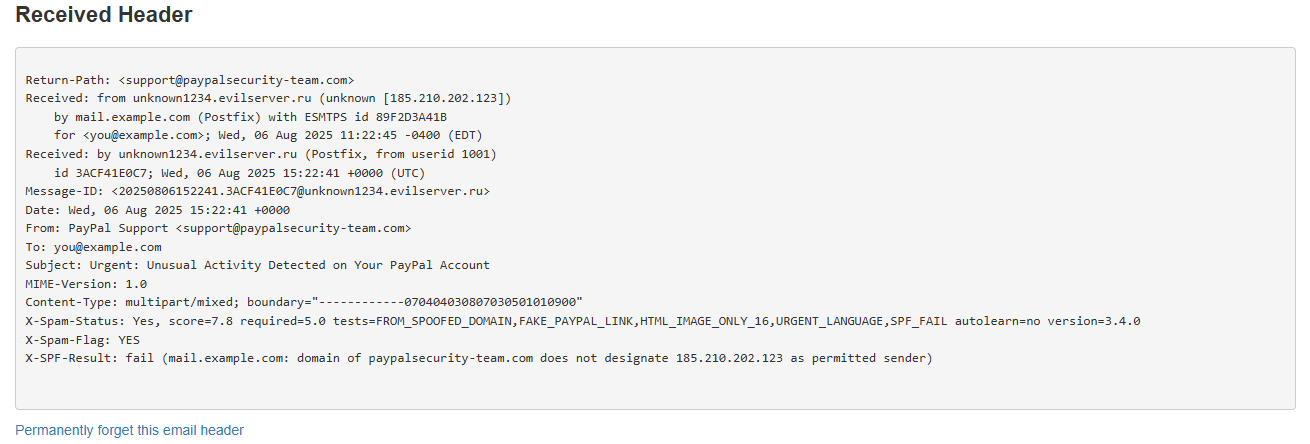 Received Header
Return-Path: <support@paypalsecurity-team.com>
Received: from unknown1234.evilserver.ru (unknown [185.210.202.123])
by mail.example.com (Postfix) with ESMTPS id 89F2D3A41B
for <you@example.com>; Wed, 06 Aug 2025 11:22:45 -0400 (EDT)
Received: by unknown1234.evilserver.ru (Postfix, from userid 1001)
id 3ACF41E0C7; Wed, 06 Aug 2025 15:22:41 +0000 (UTC)
Message-ID: <20250806152241.3ACF41E0C7@unknown1234.evilserver.ru>
Date: Wed, 06 Aug 2025 15:22:41 +0000
From: PayPal Support <support@paypalsecurity-team.com>
To: you@example.com
Subject: Urgent: Unusual Activity Detected on Your PayPal Account
MIME-Version: 1.0
Content-Type: multipart/mixed; boundary="------------070404030807030501010900"
X-Spam-Status: Yes, score=7.8 required=5.0 tests=FROM_SPOOFED_DOMAIN,FAKE_PAYPAL_LINK,HTML_IMAGE_ONLY_16,URGENT_LANGUAGE,SPF_FAIL autolearn=no version=3.4.0
X-Spam-Flag: YES
X-SPF-Result: fail (mail.example.com: domain of paypalsecurity-team.com does not designate 185.210.202.123 as permitted sender)
Permanently forget this email header